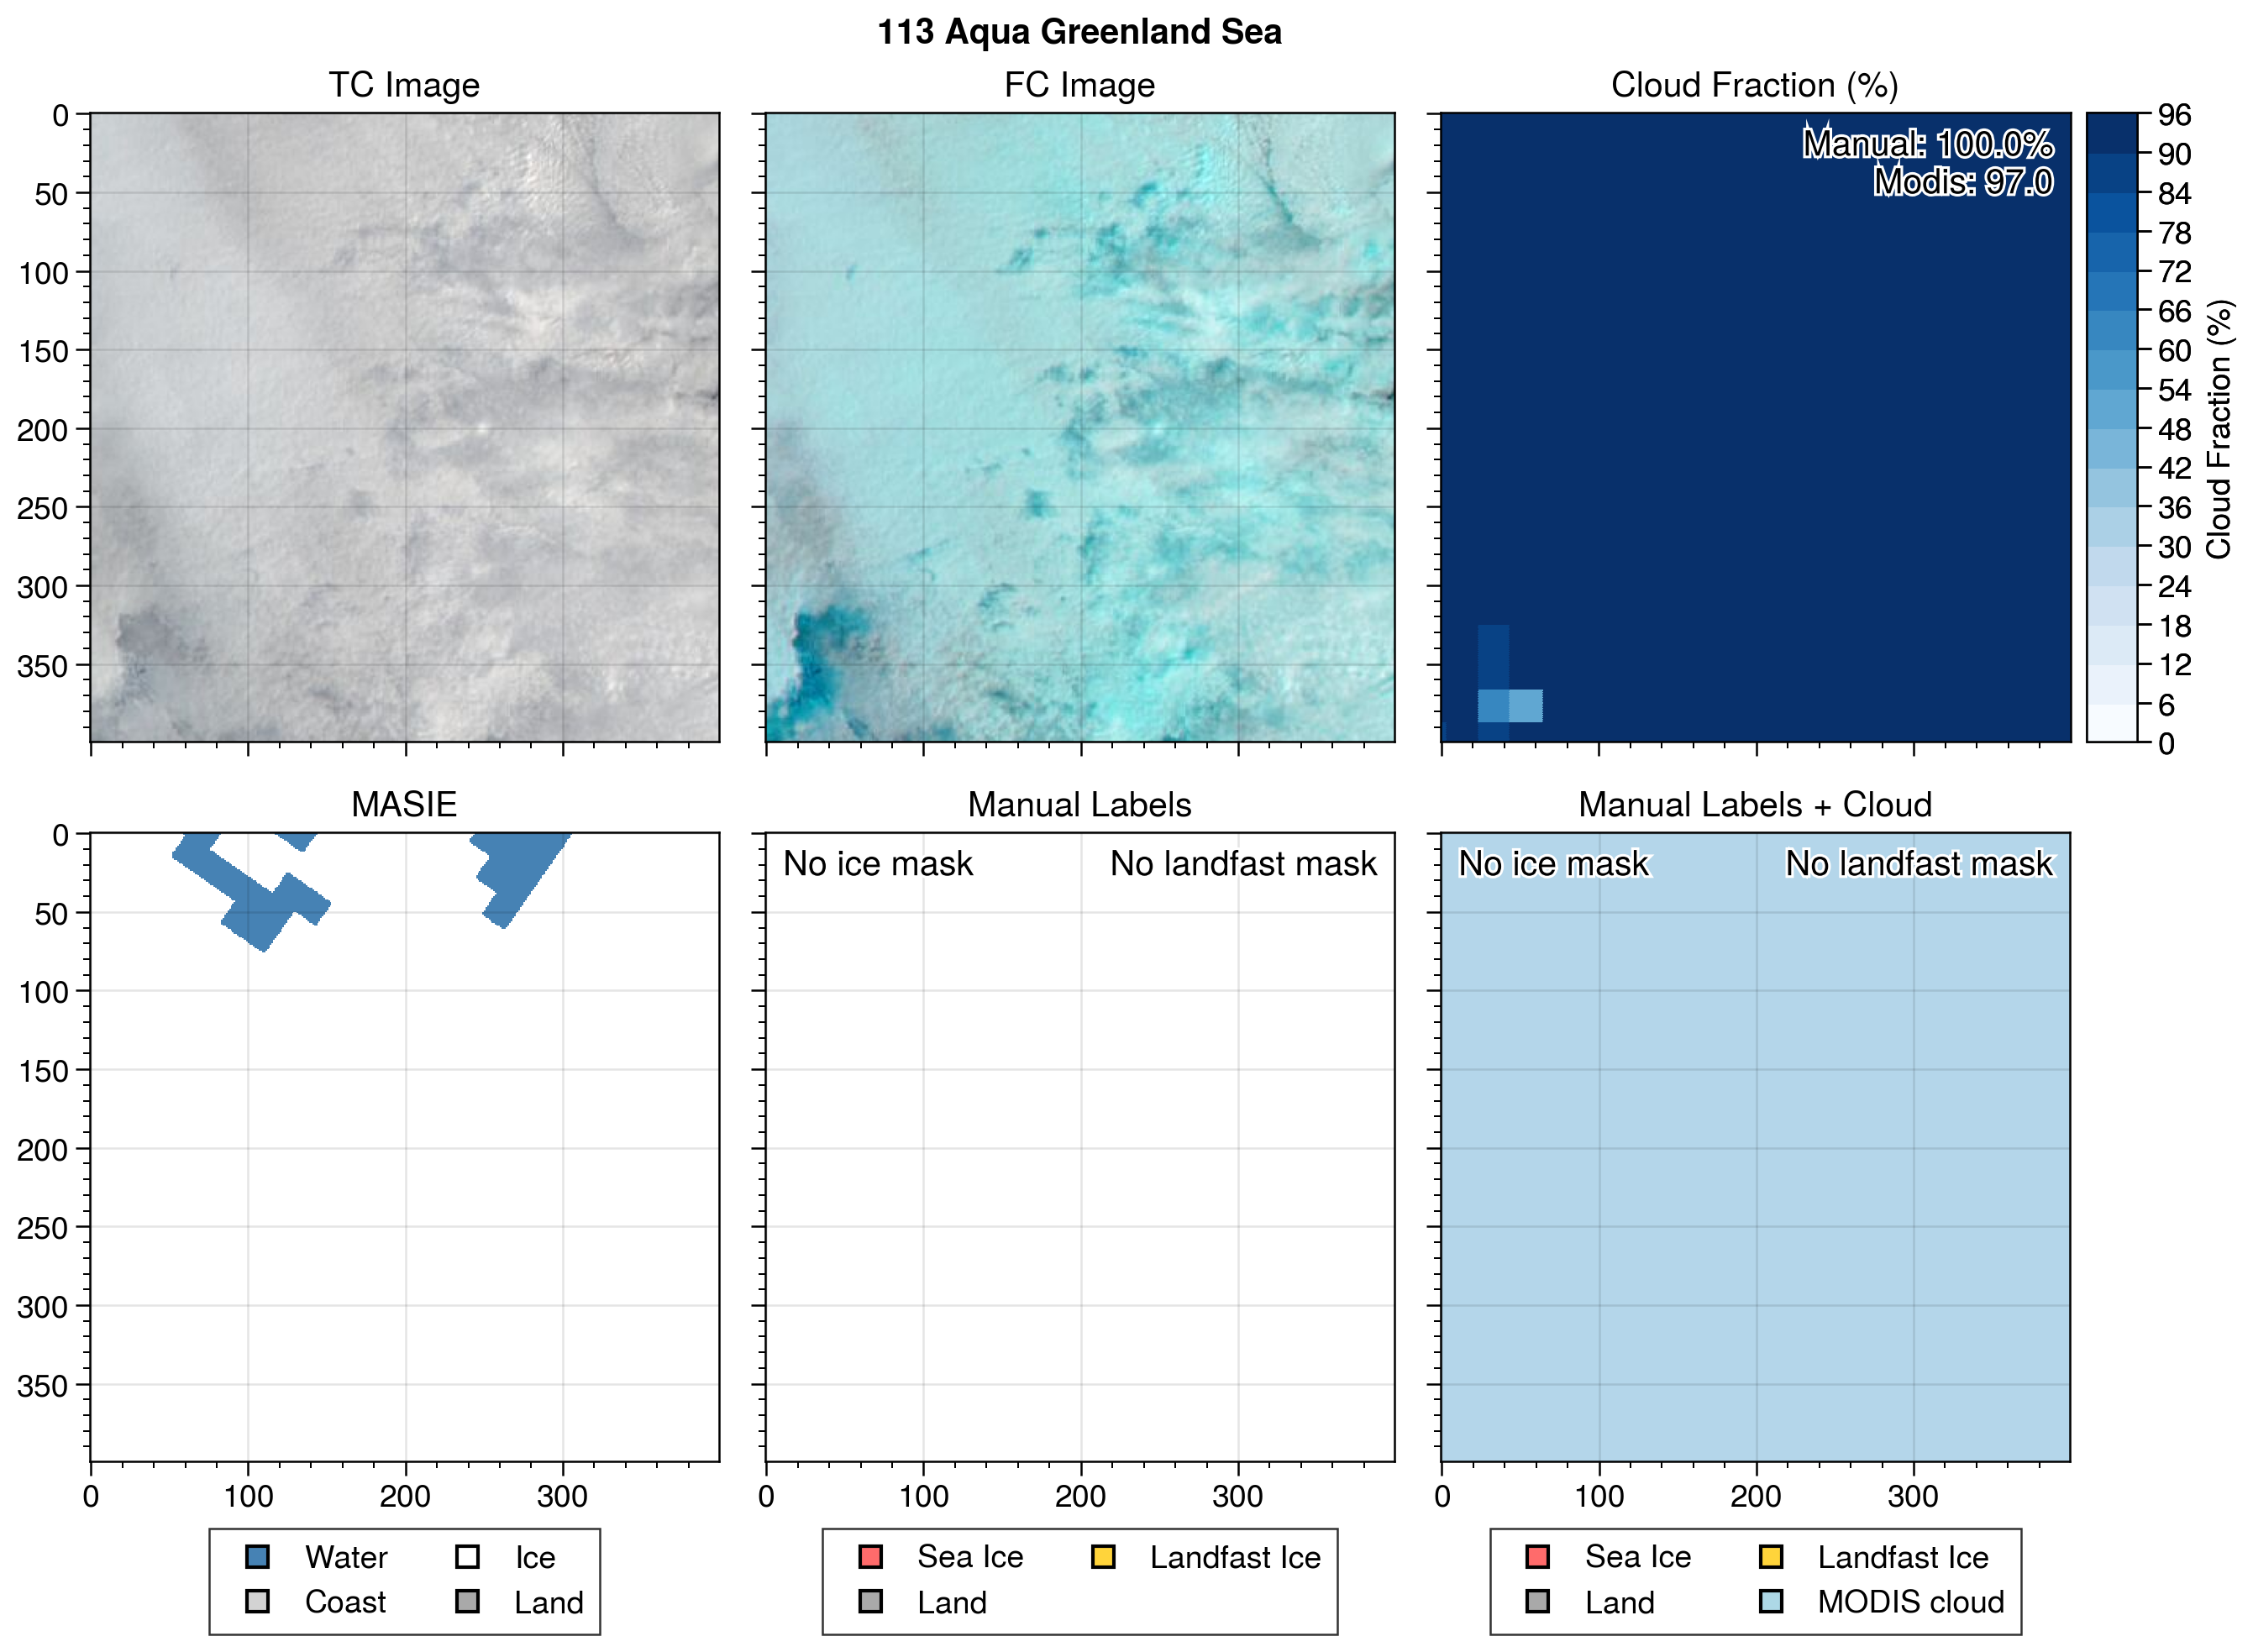 113 Aqua Greenland Sea
TC Image
FC Image
Cloud Fraction (%)
0
50
100
150
200
250
300
350
Manual: 100.0%
Modis: 97.0
96
90
84
78
72
66
60
54
48
42
36
30
24
18
12
6
0
Cloud Fraction (%)
MASIE
Manual Labels
Manual Labels + Cloud
0
50
100
150
200
250
300
350
No ice mask
No landfast mask
No ice mask
No landfast mask
0 100 200 300
0 100 200 300
0 100 200 300
Water
Ice
Coast
Land
Sea Ice
Landfast Ice
Land
Sea Ice
Landfast Ice
Land
MODIS cloud